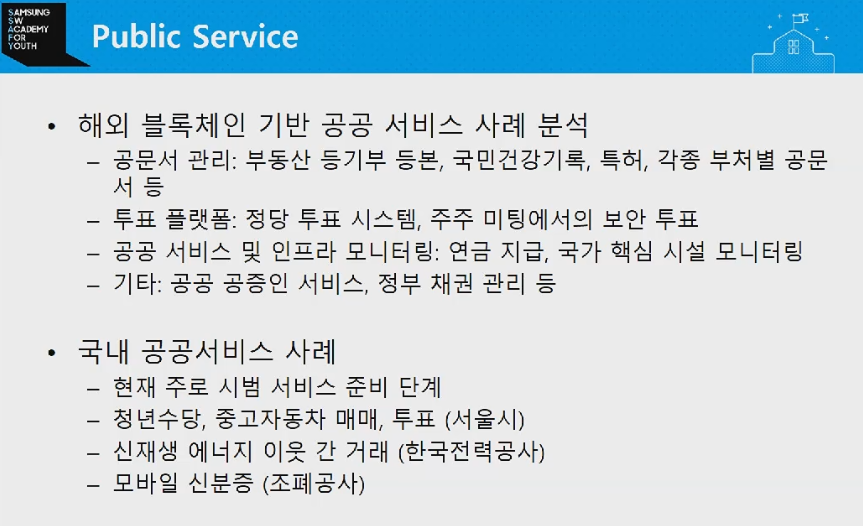 SAMSUNG
SW
ACADEMY
FOR
YOUTH
Public Service
• 해외 블록체인 기반 공공 서비스 사례 분석
– 공문서 관리: 부동산 등기부 등본, 국민건강기록, 특허, 각종 부처별 공문
서 등
– 투표 플랫폼: 정당 투표 시스템, 주주 미팅에서의 보안 투표
– 공공 서비스 및 인프라 모니터링: 연금 지급, 국가 핵심 시설 모니터링
– 기타: 공공 공증인 서비스, 정부 채권 관리 등
• 국내 공공서비스 사례
– 현재 주로 시범 서비스 준비 단계
– 청년수당, 중고자동차 매매, 투표 (서울시)
– 신재생 에너지 이웃 간 거래 (한국전력공사)
– 모바일 신분증 (조폐공사)